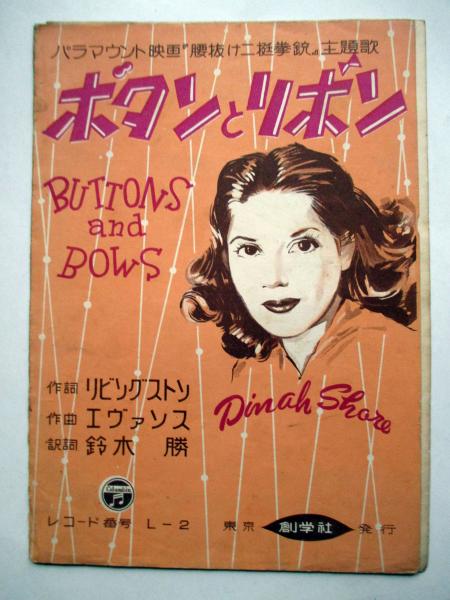 パラマウント映画『腰抜け二挺拳銃』主題歌
ボタンとリボン
BUTTONS
and
BOWS
Dinah Shore
作詞 リビングストン
作曲 エヴァンス
訳詞 鈴木 勝
Columbia
レコード番号 L-2 東京 創学社 発行